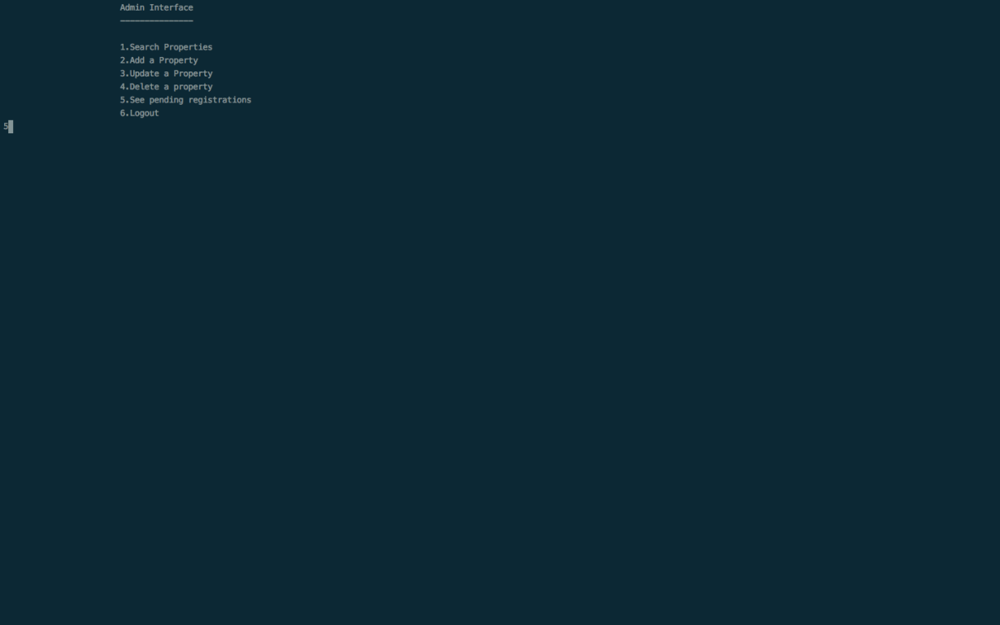 Admin Interface
---------------
1.Search Properties
2.Add a Property
3.Update a Property
4.Delete a property
5.See pending registrations
6.Logout
5